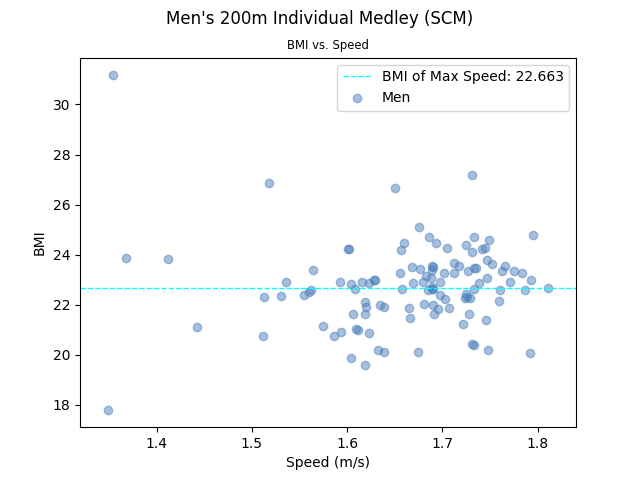 Men's 200m Individual Medley (SCM)
BMI vs. Speed
BMI of Max Speed: 22.663
Men
30
28
26
24
22
20
18
BMI
1.4 1.5 1.6 1.7 1.8
Speed (m/s)